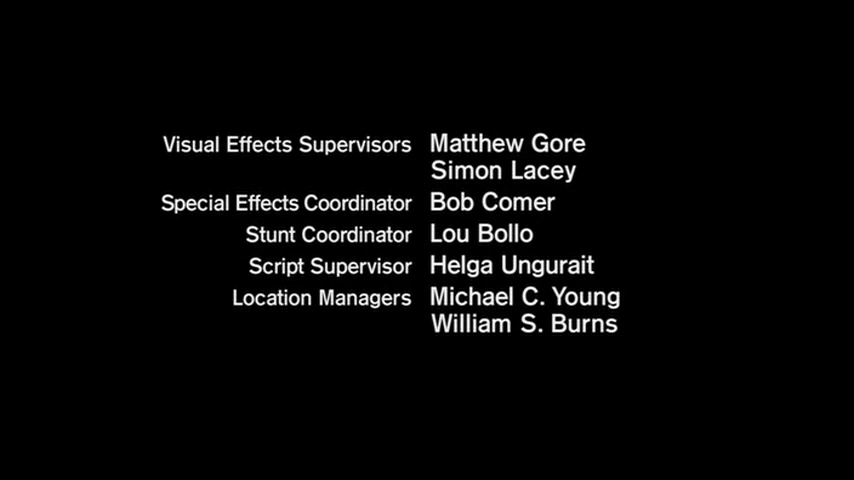 Visual Effects Supervisors Matthew Gore
Simon Lacey
Special Effects Coordinator Bob Comer
Stunt Coordinator Lou Bollo
Script Supervisor Helga Ungurait
Location Managers Michael C. Young
William S. Burns